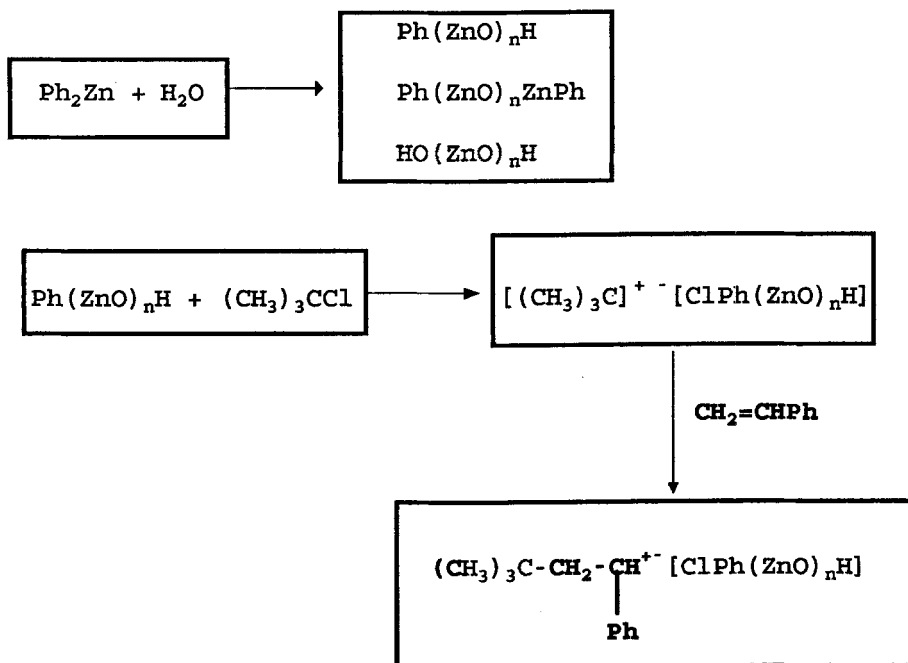 Ph(ZnO)ₙH
Ph₂Zn + H₂O
Ph(ZnO)ₙZnPh
HO(ZnO)ₙH
Ph(ZnO)ₙH + (CH₃)₃CCl
[(CH₃)₃C]⁺ ⁻[ClPh(ZnO)ₙH]
CH₂=CHPh
(CH₃)₃C-CH₂-CH⁺⁻[ClPh(ZnO)ₙH]
Ph